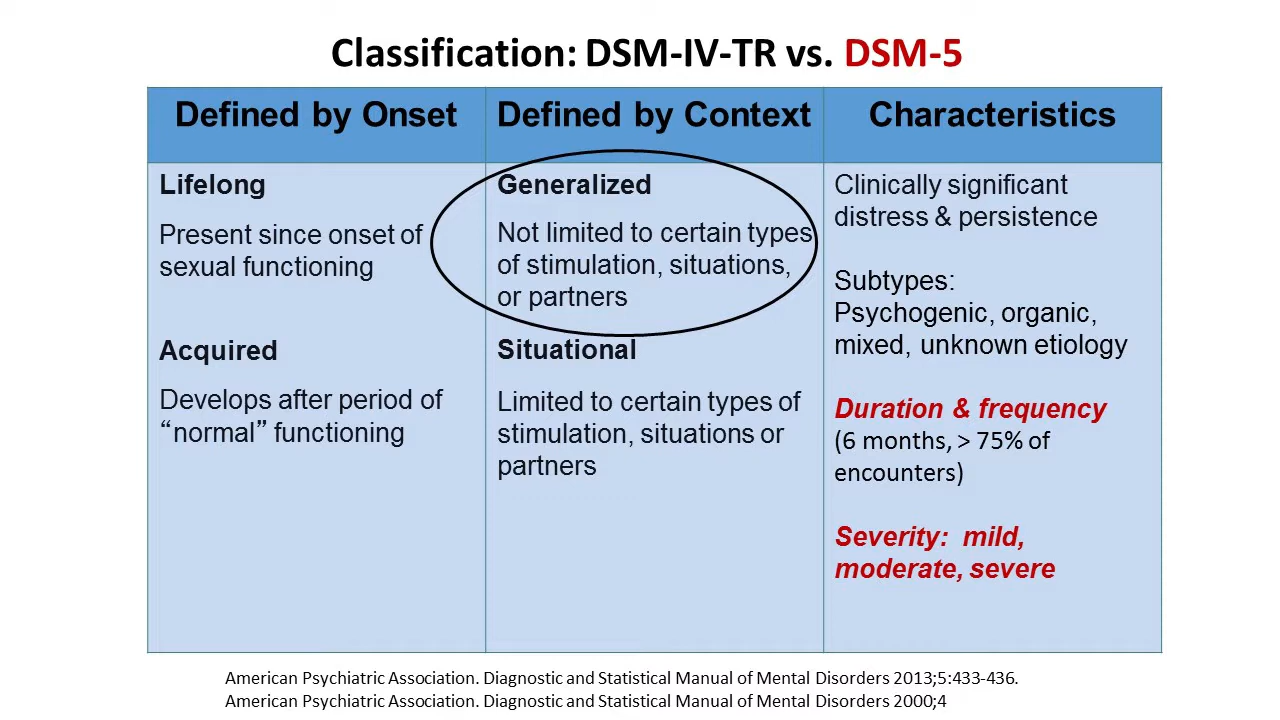 Classification: DSM-IV-TR vs. DSM-5
Defined by Onset
Defined by Context
Characteristics
Lifelong
Present since onset of
sexual functioning
Acquired
Develops after period of
“normal” functioning
Generalized
Not limited to certain types
of stimulation, situations,
or partners
Situational
Limited to certain types of
stimulation, situations or
partners
Clinically significant
distress & persistence
Subtypes:
Psychogenic, organic,
mixed, unknown etiology
Duration & frequency
(6 months, > 75% of
encounters)
Severity: mild,
moderate, severe
American Psychiatric Association. Diagnostic and Statistical Manual of Mental Disorders 2013;5:433-436.
American Psychiatric Association. Diagnostic and Statistical Manual of Mental Disorders 2000;4